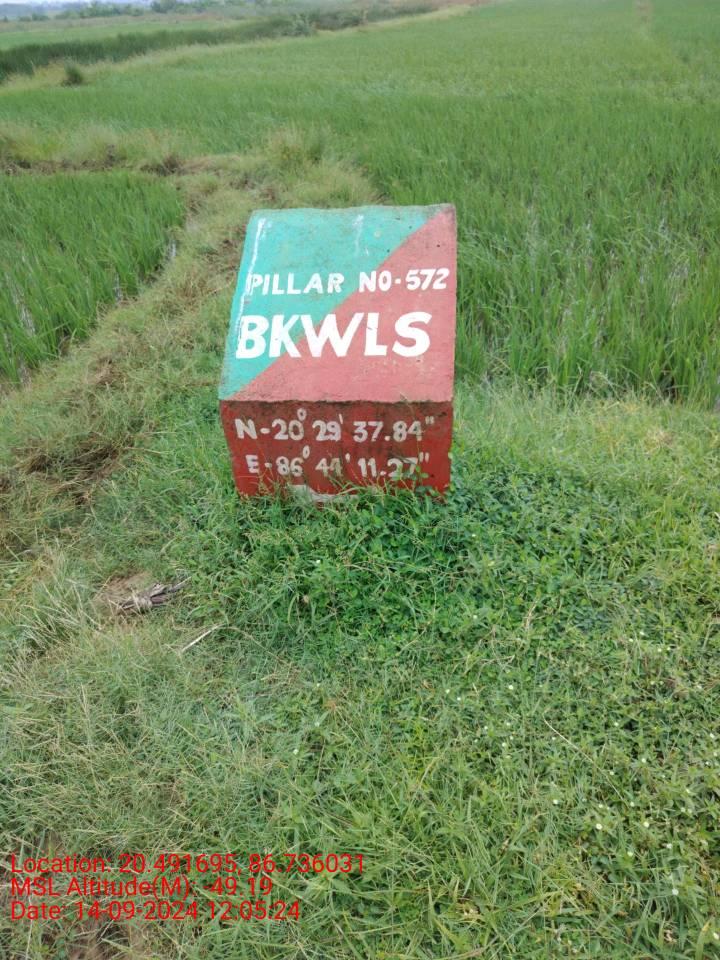 PILLAR NO-572
BKWLS
N-20° 29' 37.84"
E-86° 44' 11.27"
Location: 20.491695, 86.736031
MSL Altitude(M): -49.19
Date: 14-09-2024 12:05:24